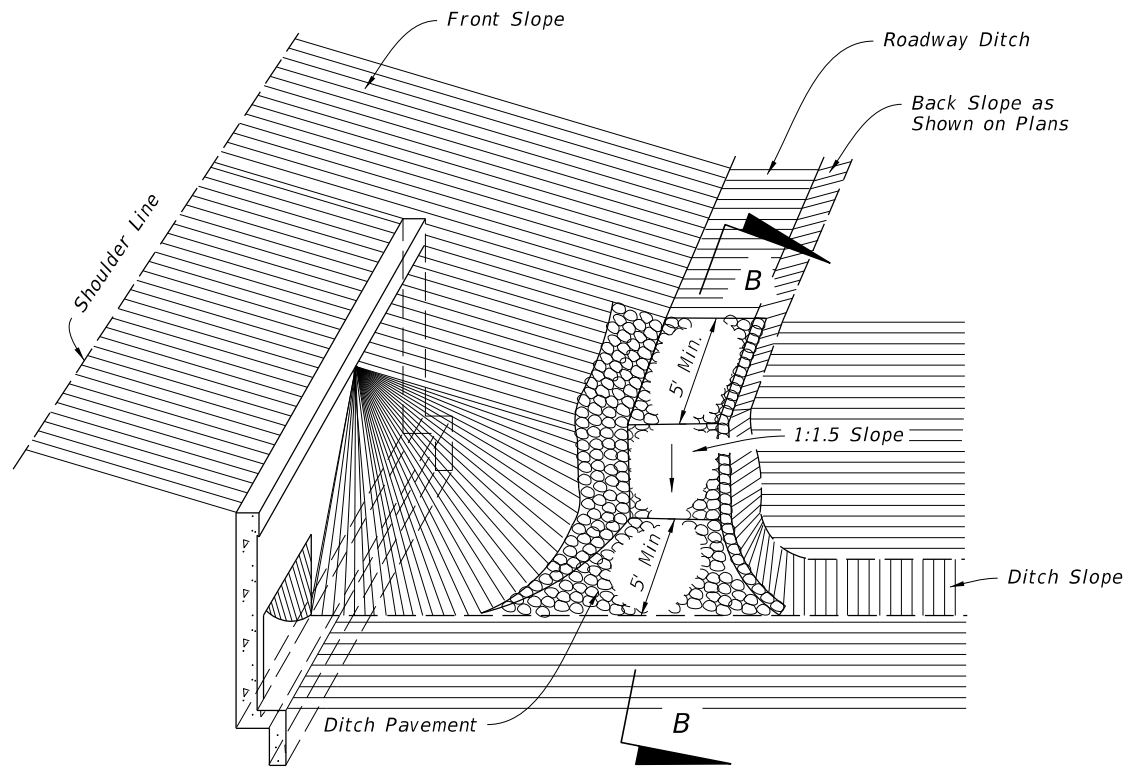 Front Slope
Roadway Ditch
Back Slope as
Shown on Plans
Shoulder Line
B
5' Min.
1:1.5 Slope
5' Min.
Ditch Slope
Ditch Pavement
B